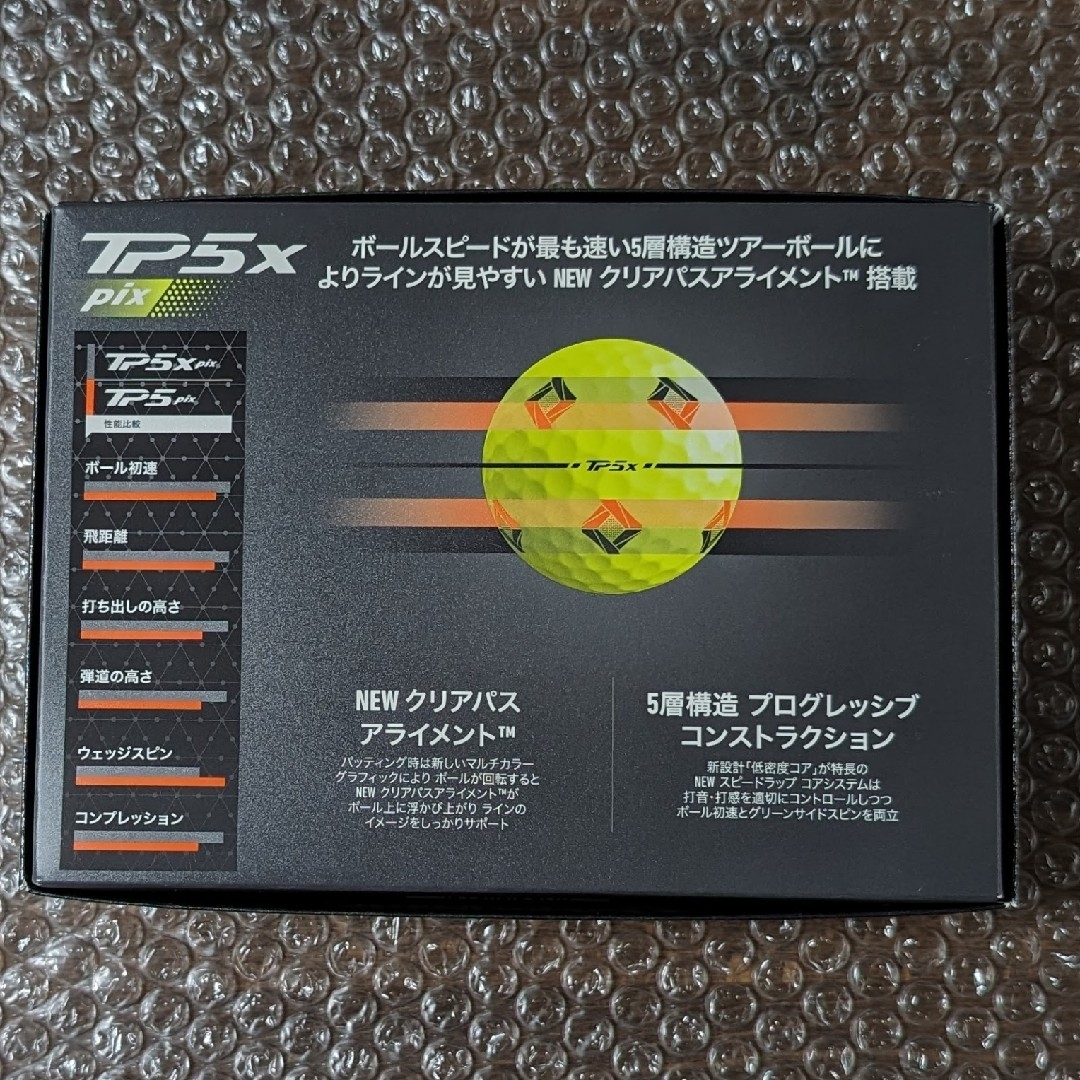 TP5x
pix
ボールスピードが最も速い5層構造ツアーボールに
よりラインが見やすい NEW クリアパスアライメント™ 搭載
TP5x pix
TP5 pix
性能比較
ボール初速
飛距離
打ち出しの高さ
弾道の高さ
ウェッジスピン
コンプレッション
TP5x
NEW クリアパス
アライメント™
パッティング時は新しいマルチカラー
グラフィックにより ボールが回転すると
NEW クリアパスアライメント™が
ボール上に浮かび上がり ラインの
イメージをしっかりサポート
5層構造 プログレッシブ
コンストラクション
新設計「低密度コア」が特長の
NEW スピードラップ コアシステムは
打音・打感を適切にコントロールしつつ
ボール初速とグリーンサイドスピンを両立